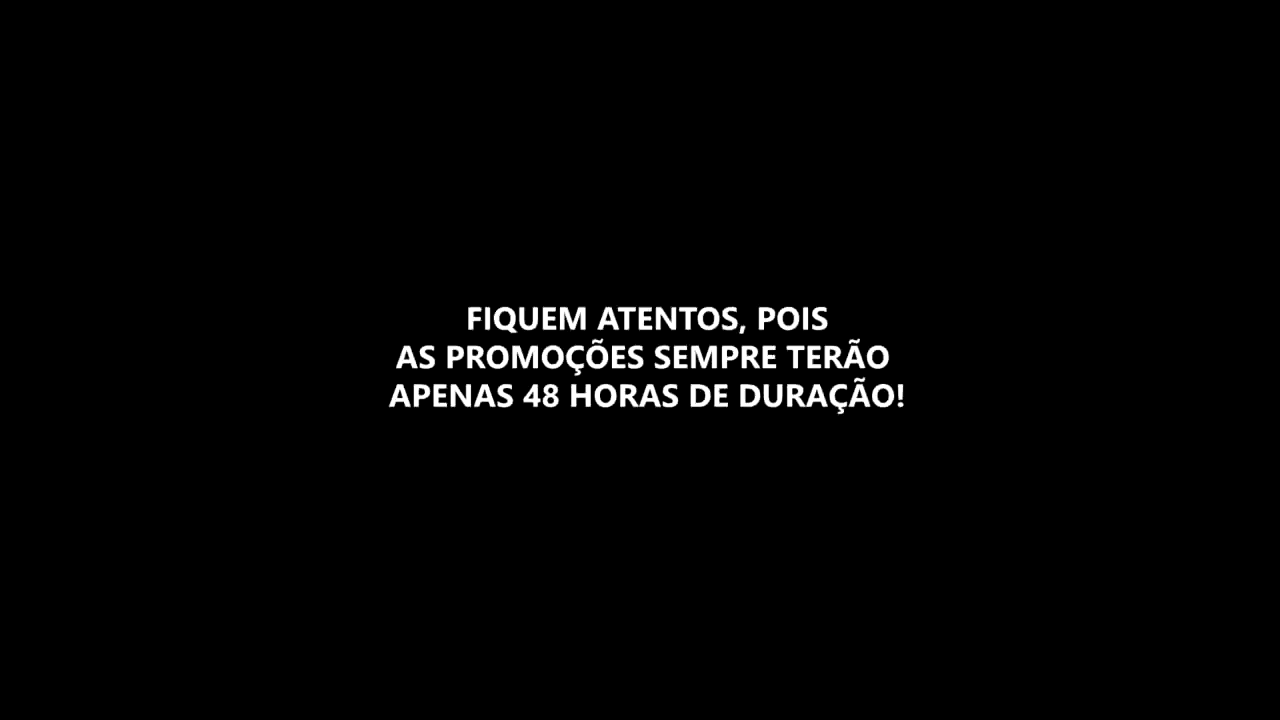 FIQUEM ATENTOS, POIS
AS PROMOÇÕES SEMPRE TERÃO
APENAS 48 HORAS DE DURAÇÃO!